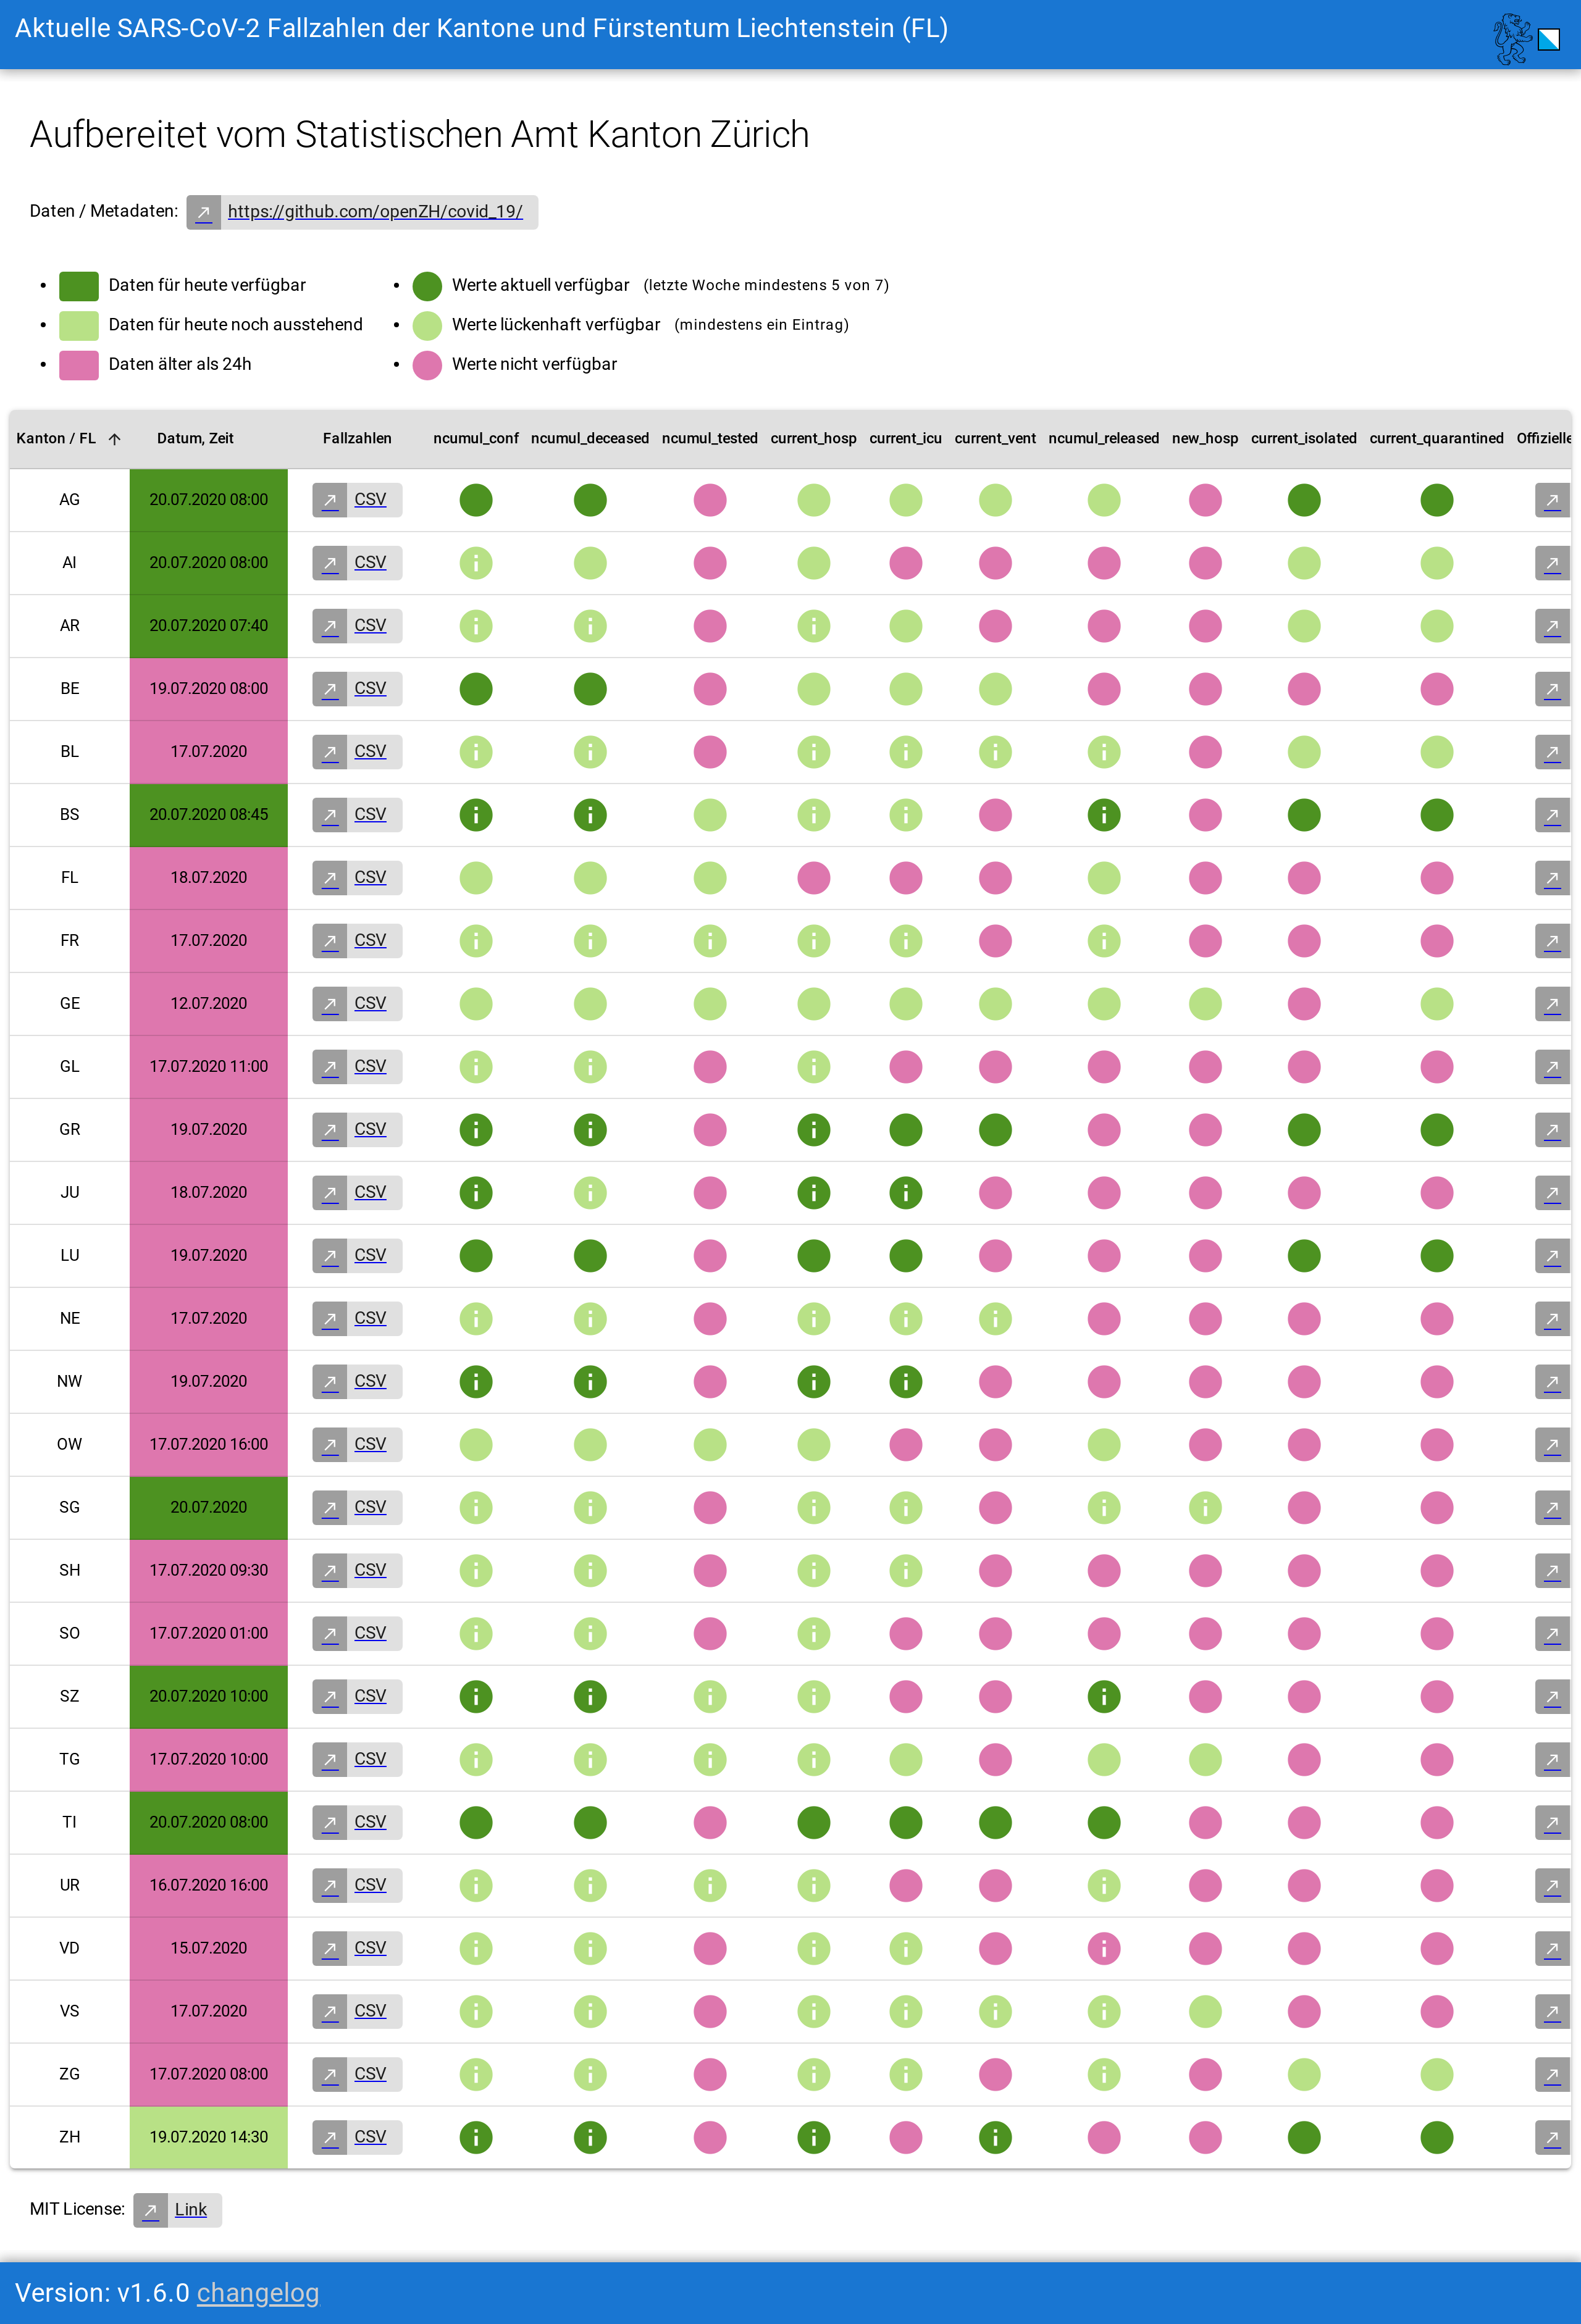 Aktuelle SARS-CoV-2 Fallzahlen der Kantone und Fürstentum Liechtenstein (FL)
Aufbereitet vom Statistischen Amt Kanton Zürich
Daten / Metadaten: https://github.com/openZH/covid_19/
Daten für heute verfügbar
Daten für heute noch ausstehend
Daten älter als 24h
Werte aktuell verfügbar (letzte Woche mindestens 5 von 7)
Werte lückenhaft verfügbar (mindestens ein Eintrag)
Werte nicht verfügbar
Kanton / FL Datum, Zeit Fallzahlen ncumul_conf ncumul_deceased ncumul_tested current_hosp current_icu current_vent ncumul_released new_hosp current_isolated current_quarantined Offizielle
AG 20.07.2020 08:00 CSV
AI 20.07.2020 08:00 CSV
AR 20.07.2020 07:40 CSV
BE 19.07.2020 08:00 CSV
BL 17.07.2020 CSV
BS 20.07.2020 08:45 CSV
FL 18.07.2020 CSV
FR 17.07.2020 CSV
GE 12.07.2020 CSV
GL 17.07.2020 11:00 CSV
GR 19.07.2020 CSV
JU 18.07.2020 CSV
LU 19.07.2020 CSV
NE 17.07.2020 CSV
NW 19.07.2020 CSV
OW 17.07.2020 16:00 CSV
SG 20.07.2020 CSV
SH 17.07.2020 09:30 CSV
SO 17.07.2020 01:00 CSV
SZ 20.07.2020 10:00 CSV
TG 17.07.2020 10:00 CSV
TI 20.07.2020 08:00 CSV
UR 16.07.2020 16:00 CSV
VD 15.07.2020 CSV
VS 17.07.2020 CSV
ZG 17.07.2020 08:00 CSV
ZH 19.07.2020 14:30 CSV
MIT License: Link
Version: v1.6.0 changelog